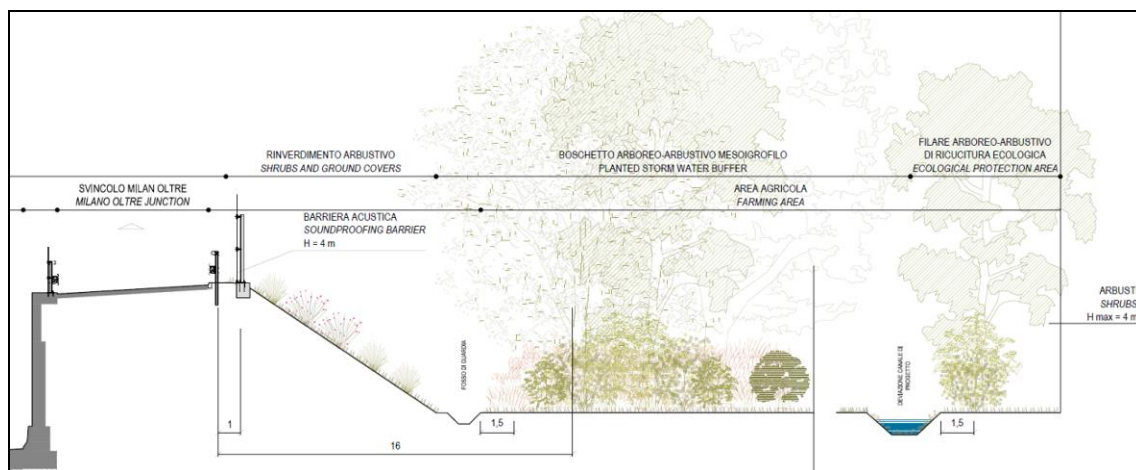 RINVERDIMENTO ARBUSTIVO
SHRUBS AND GROUND COVERS
BOSCHETTO ARBOREO-ARBUSTIVO MESOIGROFILO
PLANTED STORM WATER BUFFER
FILARE ARBOREO-ARBUSTIVO
DI RICUCITURA ECOLOGICA
ECOLOGICAL PROTECTION AREA
SVINCOLO MILAN OLTRE
MILANO OLTRE JUNCTION
AREA AGRICOLA
FARMING AREA
BARRIERA ACUSTICA
SOUNDPROOFING BARRIER
H = 4 m
ARBUST
SHRUBS
H max = 4 m
FOSSO DI GUARDIA
DEVIAZIONE CANALE DI
PROGETTO
1
1,5
1,5
16